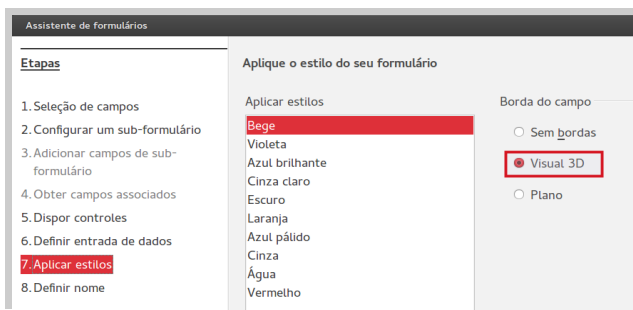 Assistente de formulários
Etapas
1. Seleção de campos
2. Configurar um sub-formulário
3. Adicionar campos de sub-
formulário
4. Obter campos associados
5. Dispor controles
6. Definir entrada de dados
7. Aplicar estilos
8. Definir nome
Aplique o estilo do seu formulário
Aplicar estilos
Bege
Violeta
Azul brilhante
Cinza claro
Escuro
Laranja
Azul pálido
Cinza
Água
Vermelho
Borda do campo
Sem bordas
Visual 3D
Plano